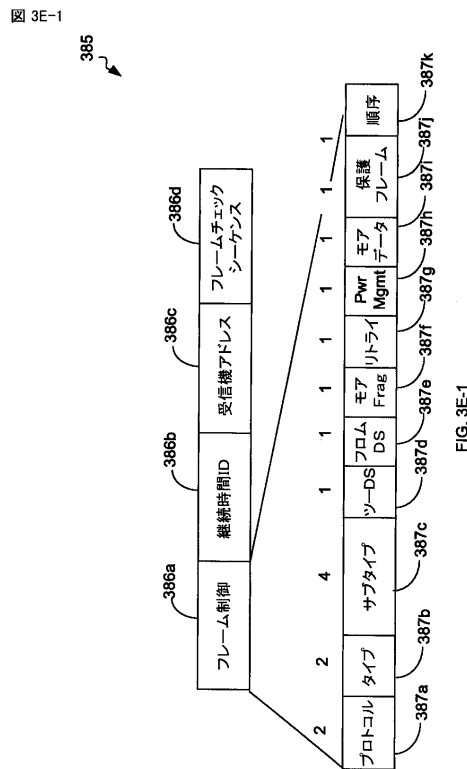 図 3E-1
385
386a
386b
386c
386d
フレーム制御
継続時間ID
受信機アドレス
フレームチェック
シーケンス
2
2
4
1
1
1
1
1
1
1
1
プロトコル
タイプ
サブタイプ
ツーDS
フロム
DS
モア
Frag
リトライ
Pwr
Mgmt
モア
データ
保護
フレーム
順序
387a
387b
387c
387d
387e
387f
387g
387h
387i
387j
387k
FIG. 3E-1